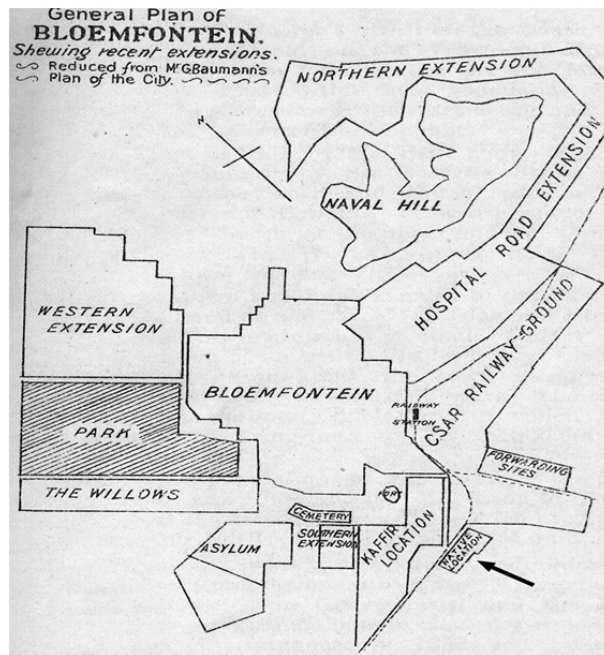 General Plan of
BLOEMFONTEIN.
Shewing recent extensions.
Reduced from Mr G Baumann's
Plan of the City.
N
NORTHERN EXTENSION
NAVAL HILL
HOSPITAL ROAD EXTENSION
WESTERN
EXTENSION
BLOEMFONTEIN
CSAR RAILWAY-GROUND
RAILWAY
STATION
PARK
THE WILLOWS
FORWARDING
SITES
FORT
CEMETERY
ASYLUM
SOUTHERN
EXTENSION
KAFFIR
LOCATION
NATIVE
LOCATION